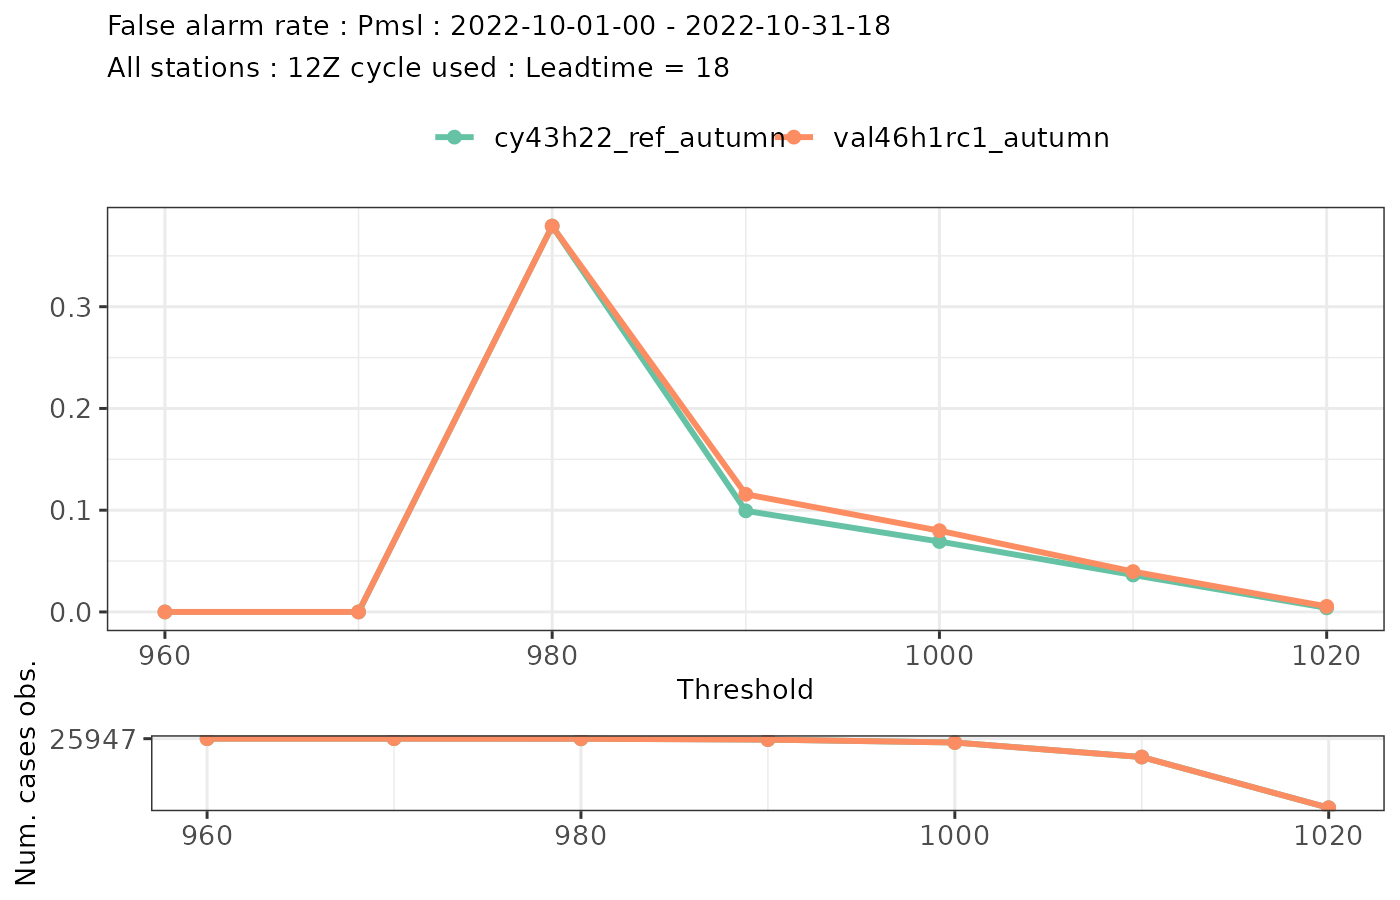 False alarm rate : Pmsl : 2022-10-01-00 - 2022-10-31-18
All stations : 12Z cycle used : Leadtime = 18
cy43h22_ref_autumn val46h1rc1_autumn
0.3
0.2
0.1
0.0
960 980 1000 1020
Threshold
Num. cases obs.
25947
960 980 1000 1020